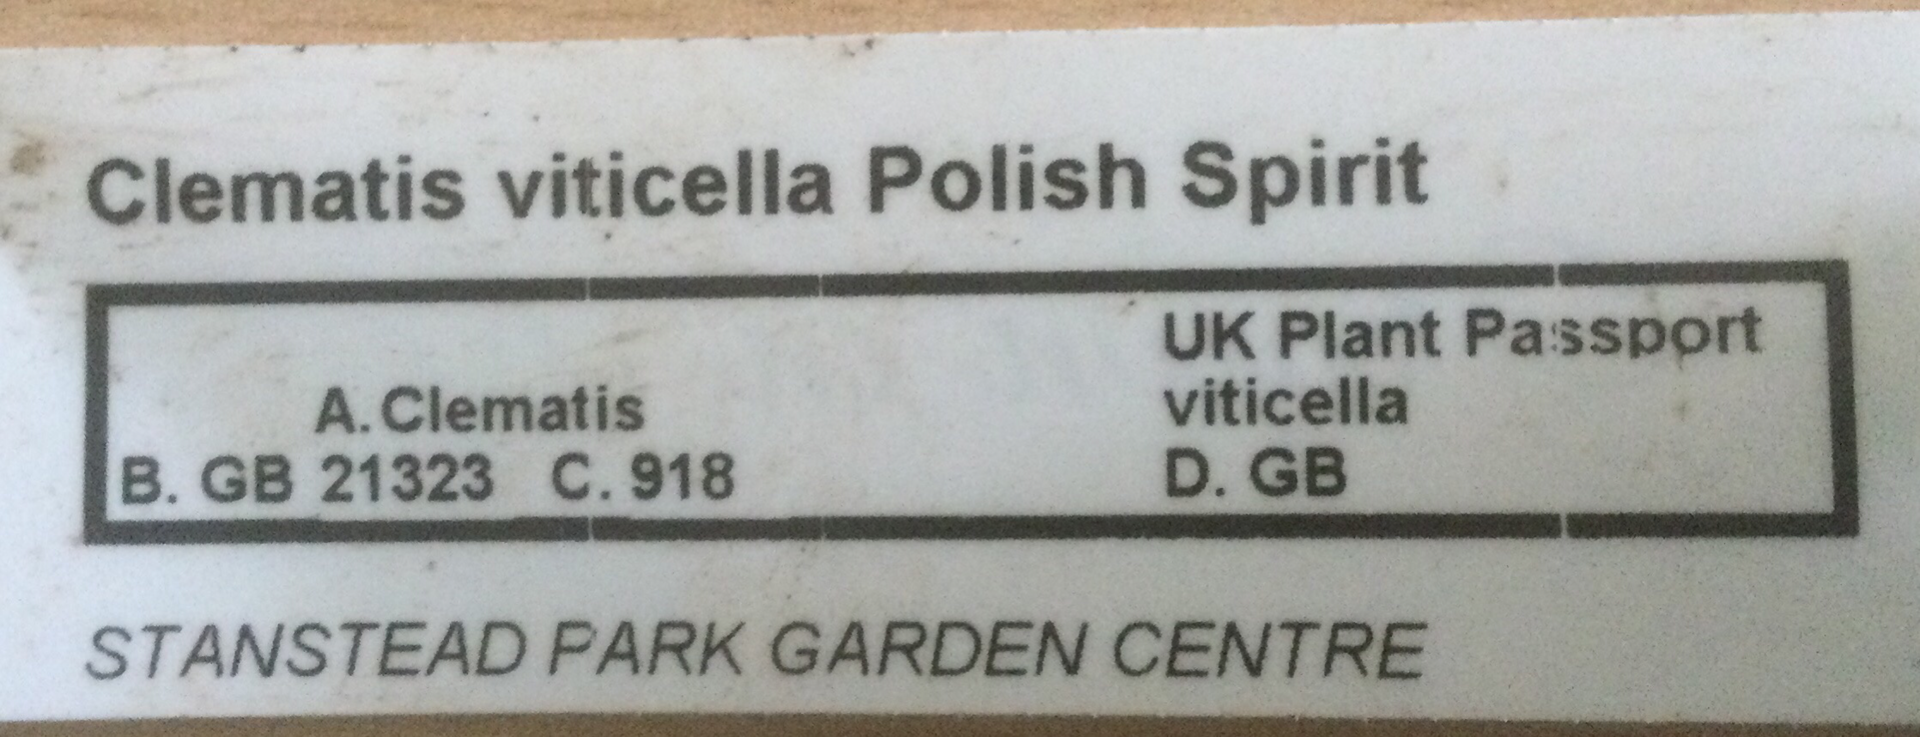 Clematis viticella Polish Spirit
UK Plant Passport
A. Clematis viticella
B. GB 21323 C. 918 D. GB
STANSTEAD PARK GARDEN CENTRE